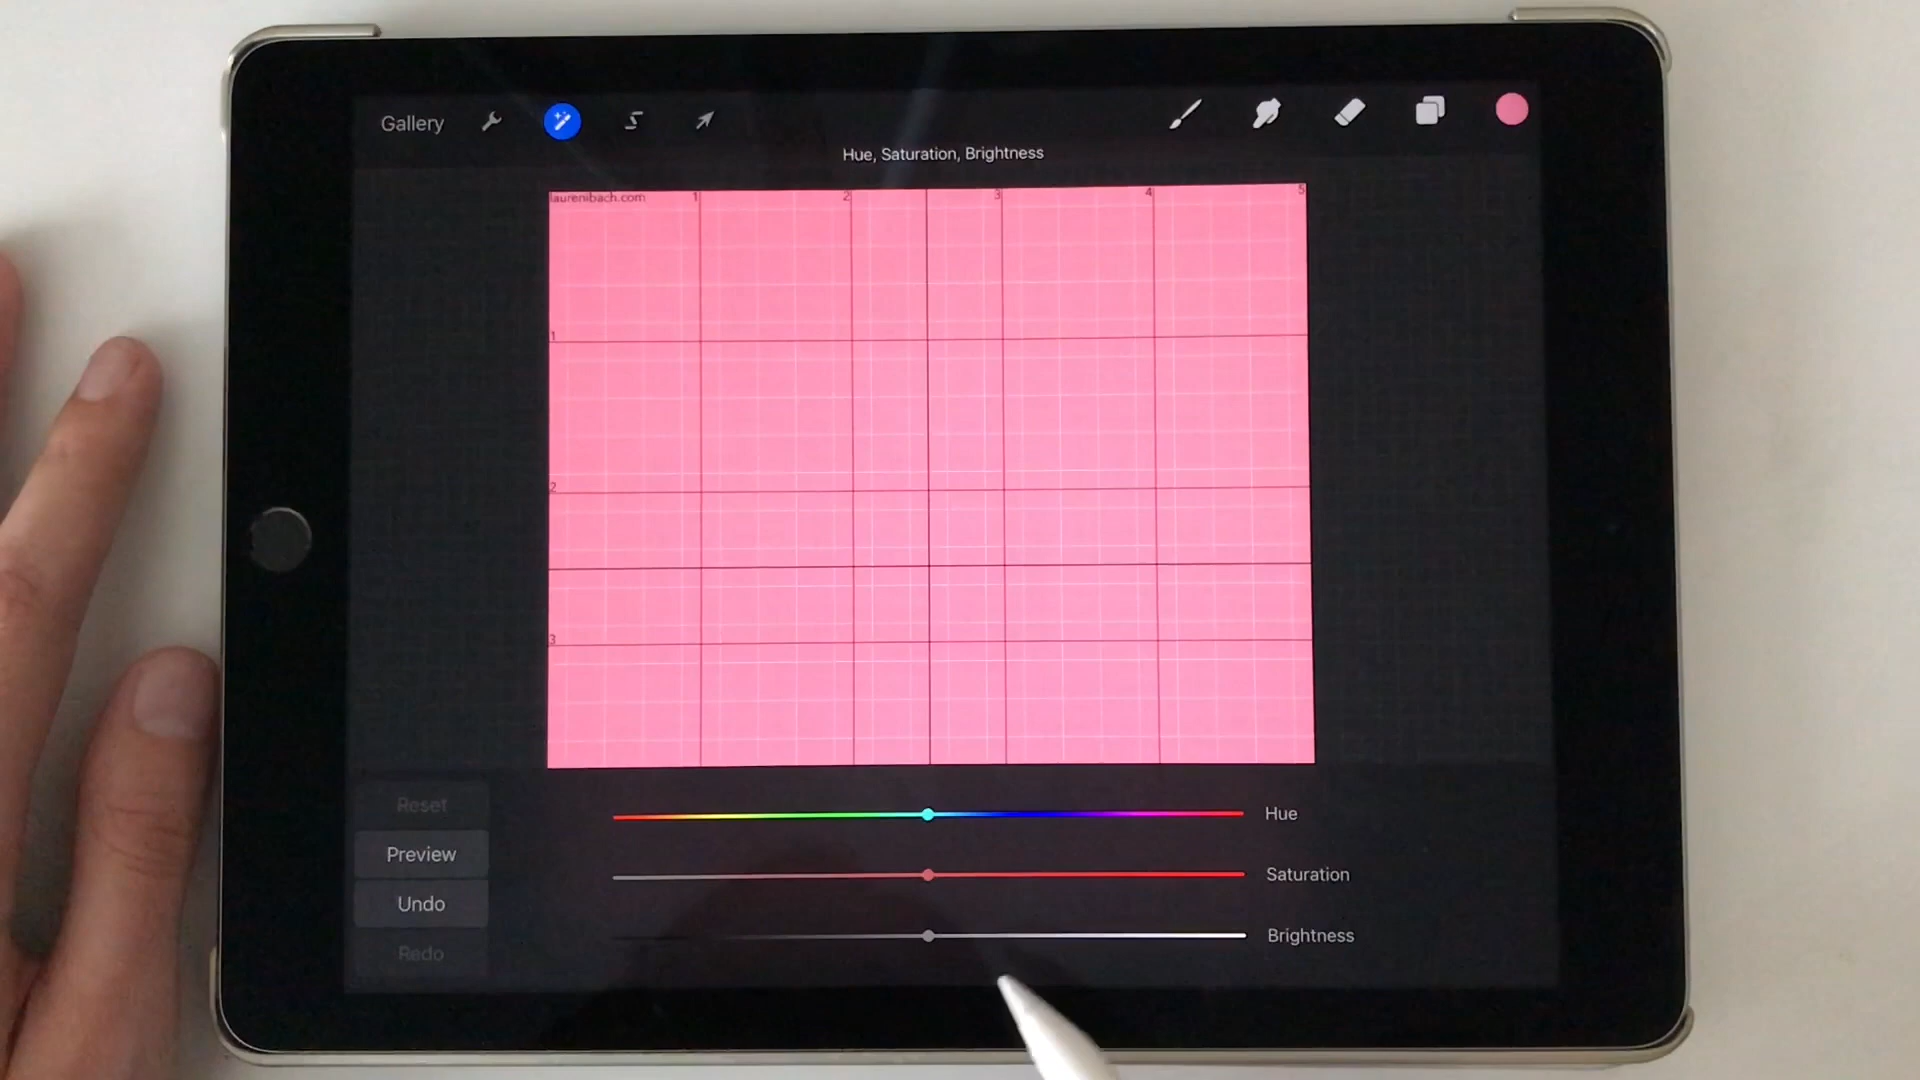 Gallery
Hue, Saturation, Brightness
laurenibach.com 1 2 3 4 5
1
2
3
Reset
Preview
Undo
Redo
Hue
Saturation
Brightness